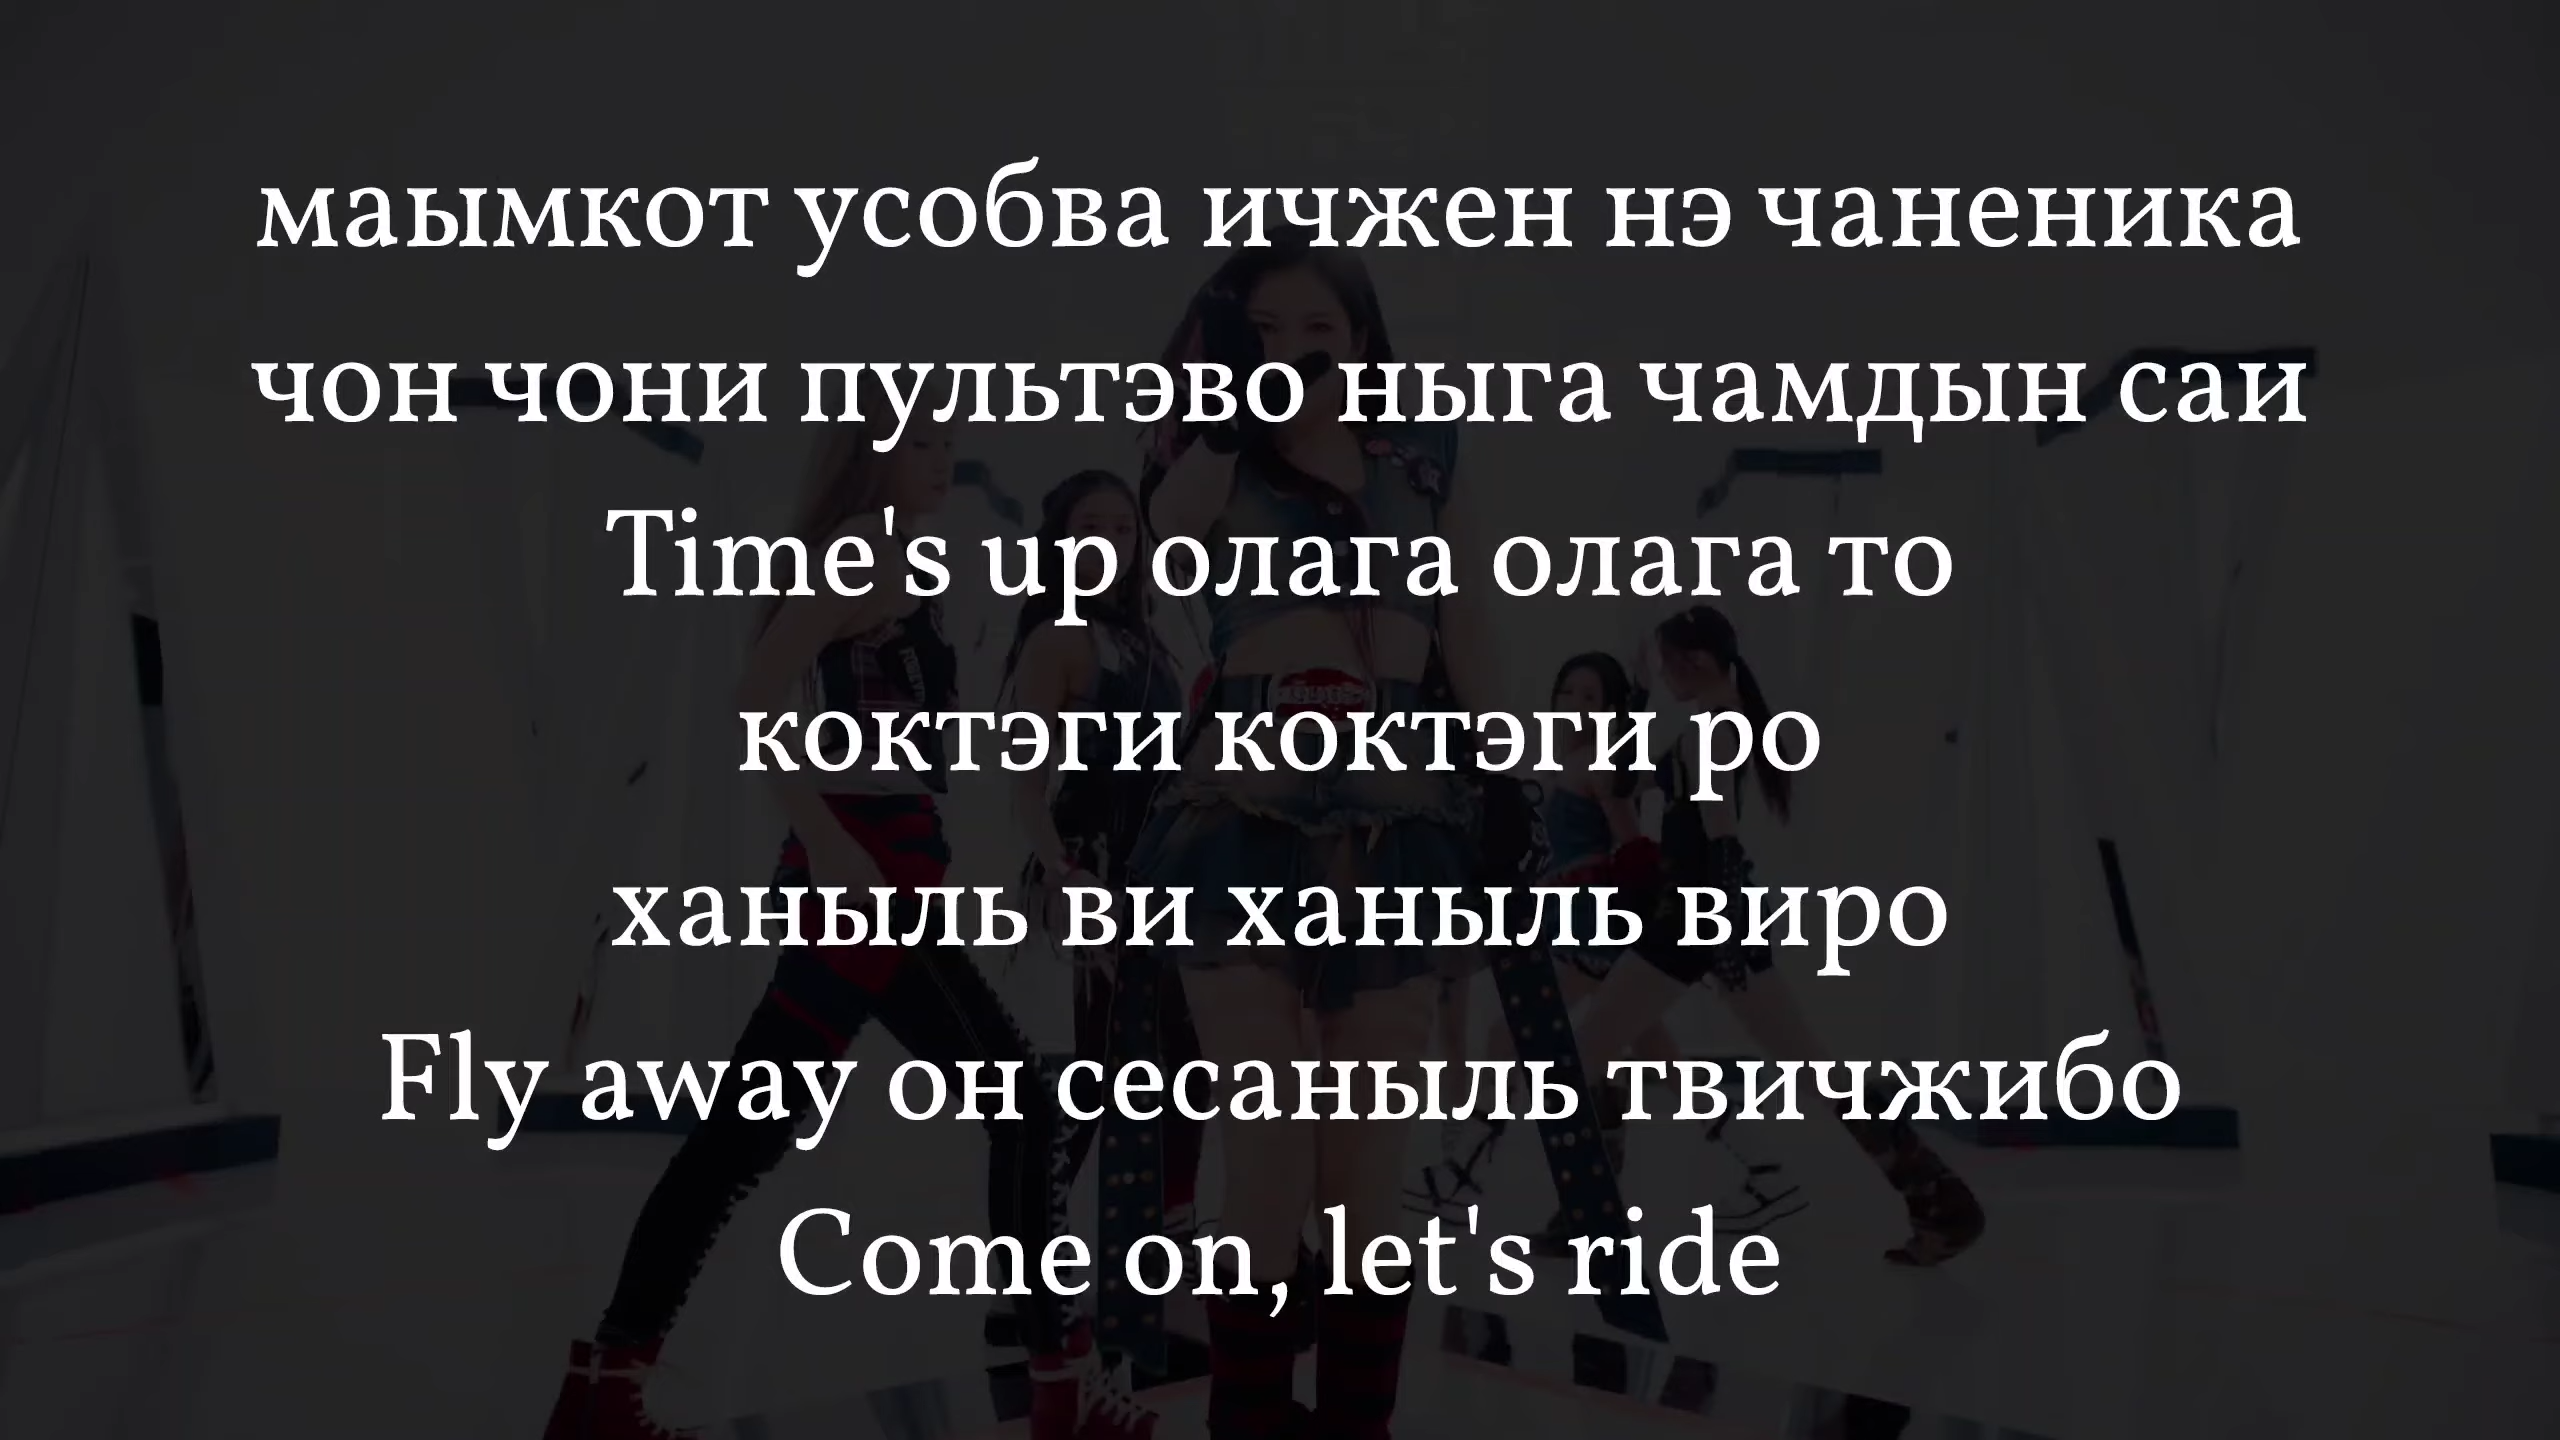 маымкот усобва ичжен нэ чаненика
чон чони пультэво ныга чамдын саи
Time's up олага олага то
коктэги коктэги ро
ханыль ви ханыль виро
Fly away он сесаныль твичжибо
Come on, let's ride